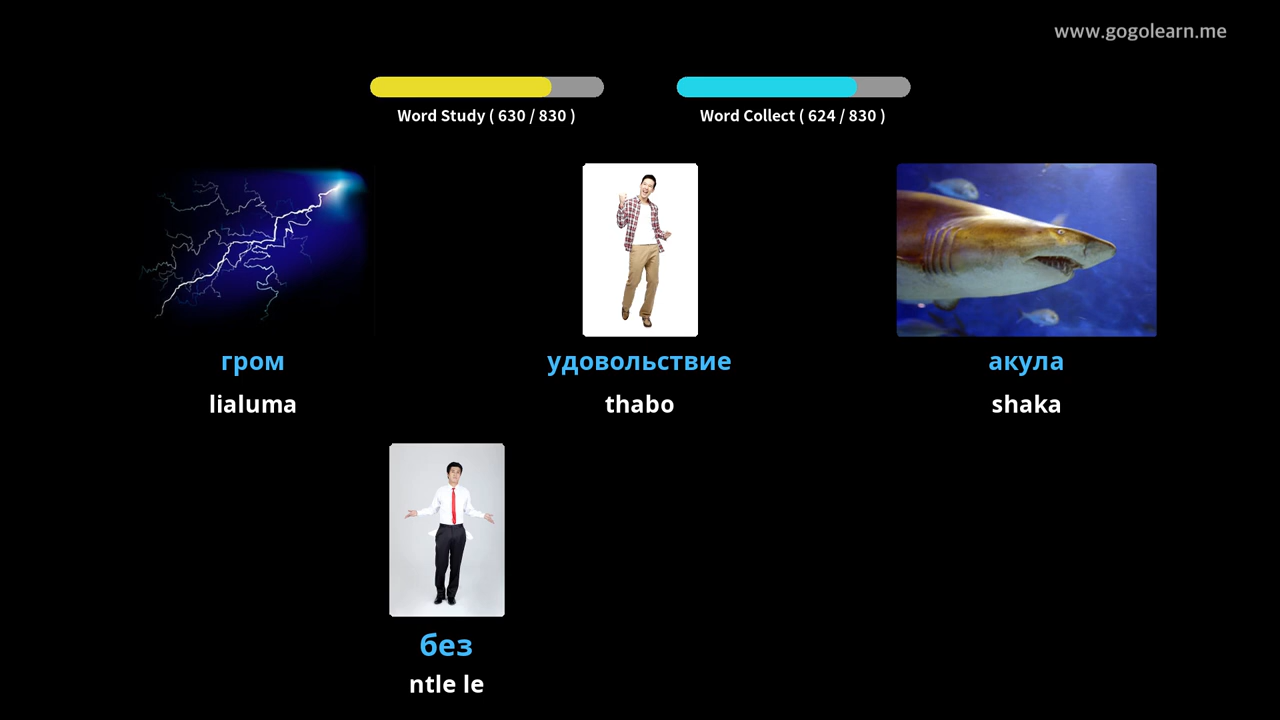 www.gogolearn.me
Word Study ( 630 / 830 )
Word Collect ( 624 / 830 )
гром
удовольствие
акула
lialuma
thabo
shaka
без
ntle le